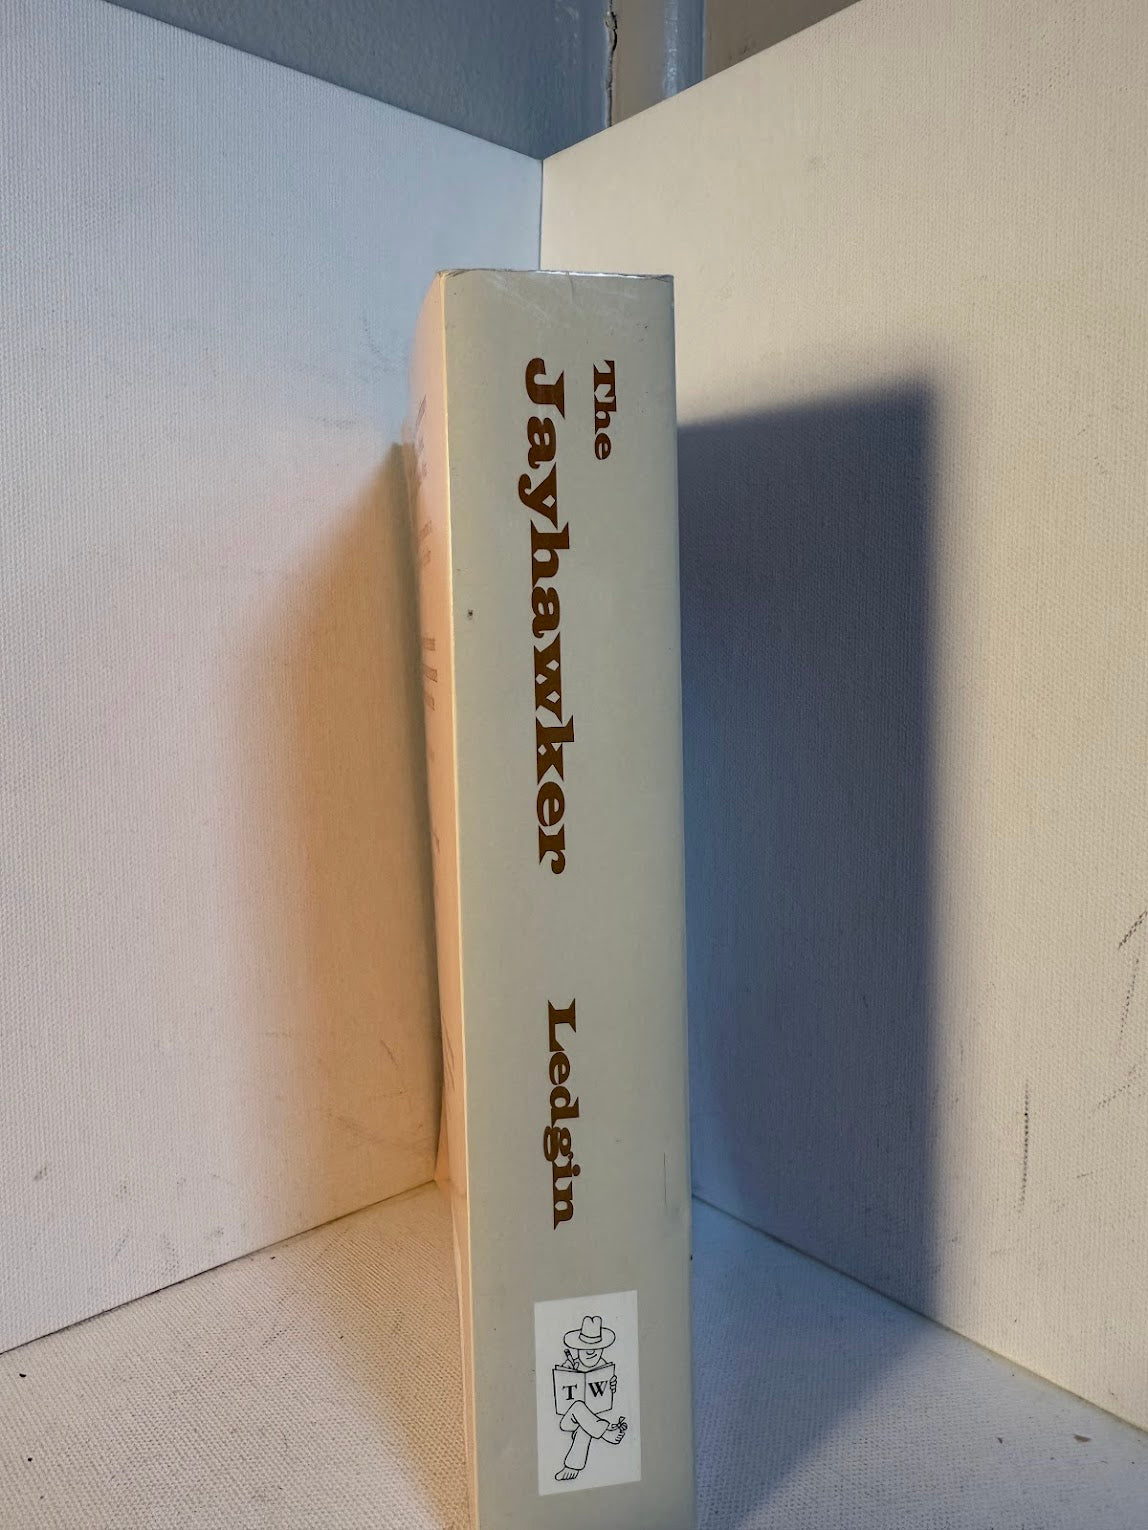 The
Jayhawker
Ledgin
T W